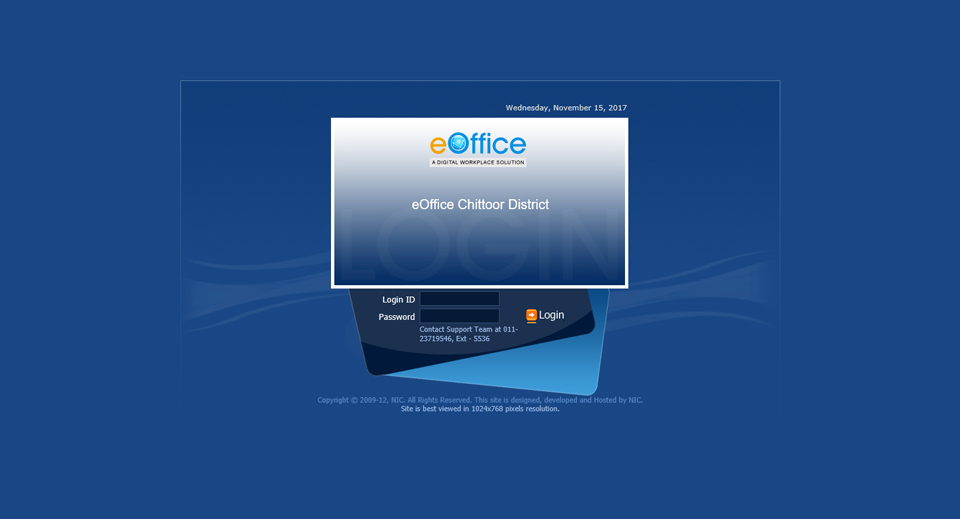 Wednesday, November 15, 2017
eOffice
A DIGITAL WORKPLACE SOLUTION
eOffice Chittoor District
LOGIN
Login ID
Password
Login
Contact Support Team at 011-
23719546, Ext - 5536
Copyright © 2009-12, NIC. All Rights Reserved. This site is designed, developed and Hosted by NIC.
Site is best viewed in 1024x768 pixels resolution.